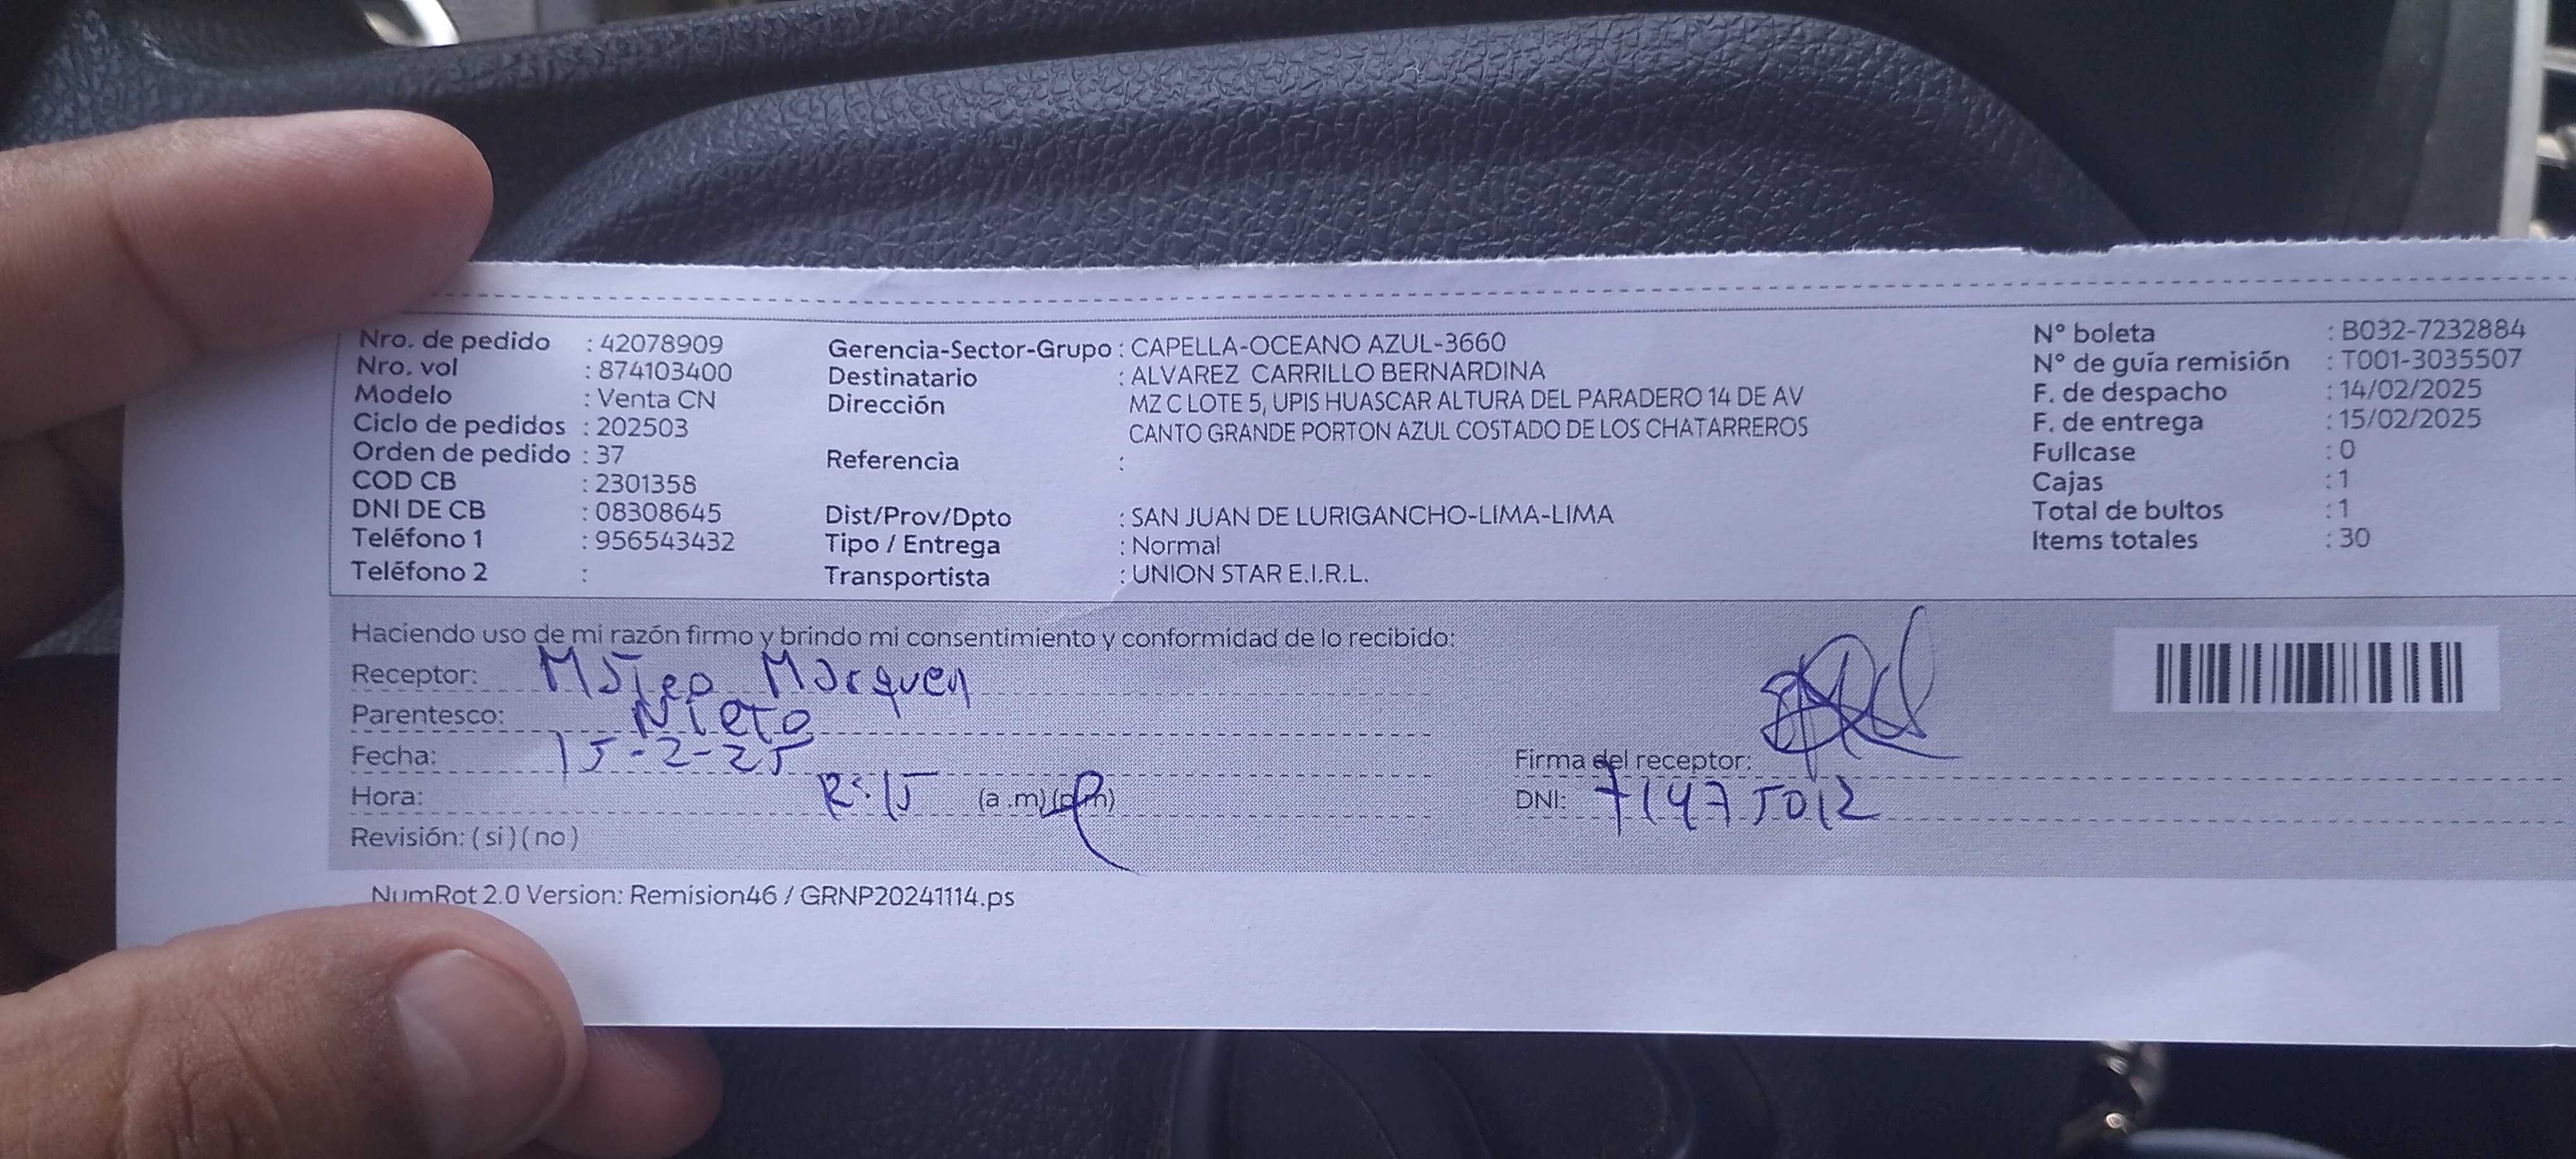 Nro. de pedido : 42078909
Nro. vol : 874103400
Modelo : Venta CN
Ciclo de pedidos : 202503
Orden de pedido : 37
COD CB : 2301358
DNI DE CB : 08308645
Teléfono 1 : 956543432
Teléfono 2 :
Gerencia-Sector-Grupo : CAPELLA-OCEANO AZUL-3660
Destinatario : ALVAREZ CARRILLO BERNARDINA
Dirección MZ C LOTE 5, UPIS HUASCAR ALTURA DEL PARADERO 14 DE AV
CANTO GRANDE PORTON AZUL COSTADO DE LOS CHATARREROS
Referencia :
Dist/Prov/Dpto : SAN JUAN DE LURIGANCHO-LIMA-LIMA
Tipo / Entrega : Normal
Transportista : UNION STAR E.I.R.L.
N° boleta : B032-7232884
N° de guía remisión : T001-3035507
F. de despacho : 14/02/2025
F. de entrega : 15/02/2025
Fullcase : 0
Cajas : 1
Total de bultos : 1
Items totales : 30
Haciendo uso de mi razón firmo y brindo mi consentimiento y conformidad de lo recibido:
Receptor: Mateo
Parentesco: Nieto
Fecha: 15-2-25
Hora: (a .m) (p.m)
Revisión: ( si ) ( no )
Firma del receptor:
DNI: 71475012
NumRot 2.0 Version: Remision46 / GRNP20241114.ps